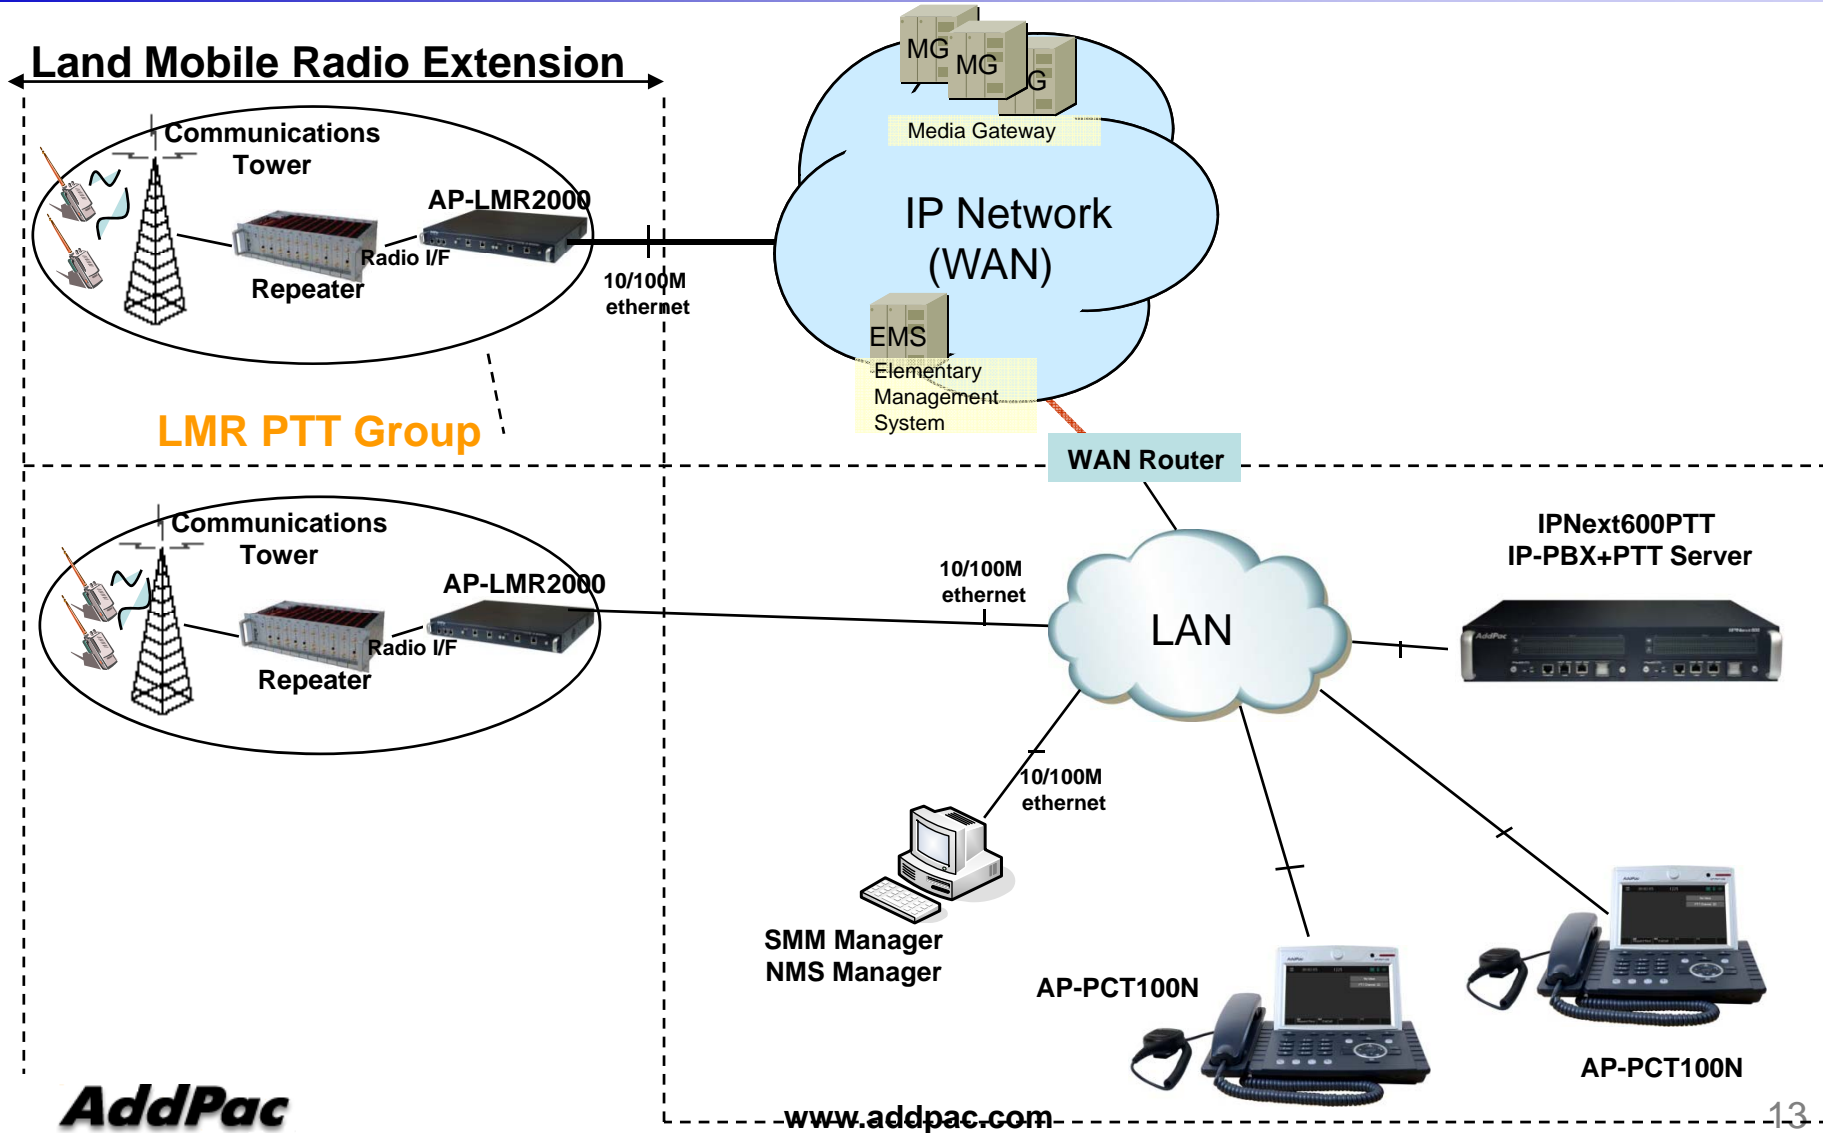 Land Mobile Radio Extension
MG
MG
G
Media Gateway
Communications
Tower
AP-LMR2000
Radio I/F
Repeater
10/100M
ethernet
IP Network
(WAN)
EMS
Elementary
Management
System
LMR PTT Group
WAN Router
Communications
Tower
AP-LMR2000
Radio I/F
Repeater
10/100M
ethernet
LAN
IPNext600PTT
IP-PBX+PTT Server
AddPac
10/100M
ethernet
SMM Manager
NMS Manager
AP-PCT100N
AP-PCT100N
AddPac
www.addpac.com
13